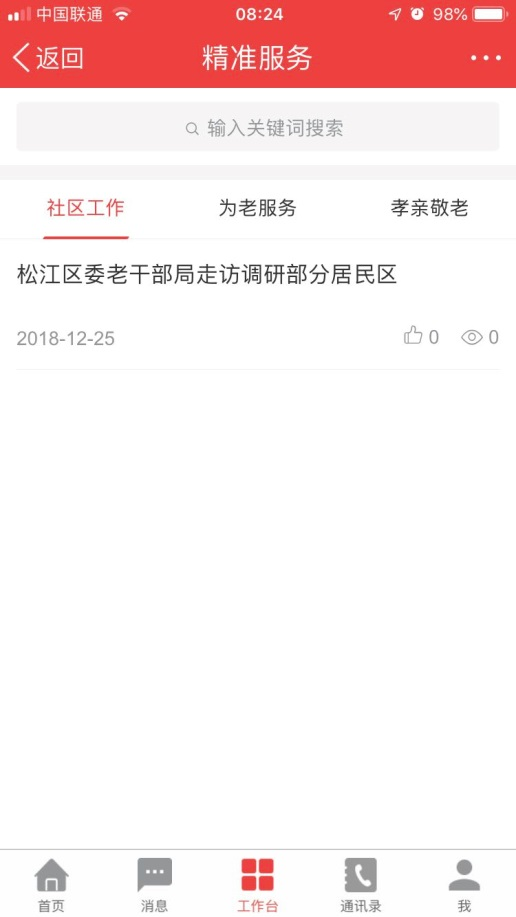 中国联通 08:24 98%
返回 精准服务
输入关键词搜索
社区工作 为老服务 孝亲敬老
松江区委老干部局走访调研部分居民区
2018-12-25 0 0
首页 消息 工作台 通讯录 我